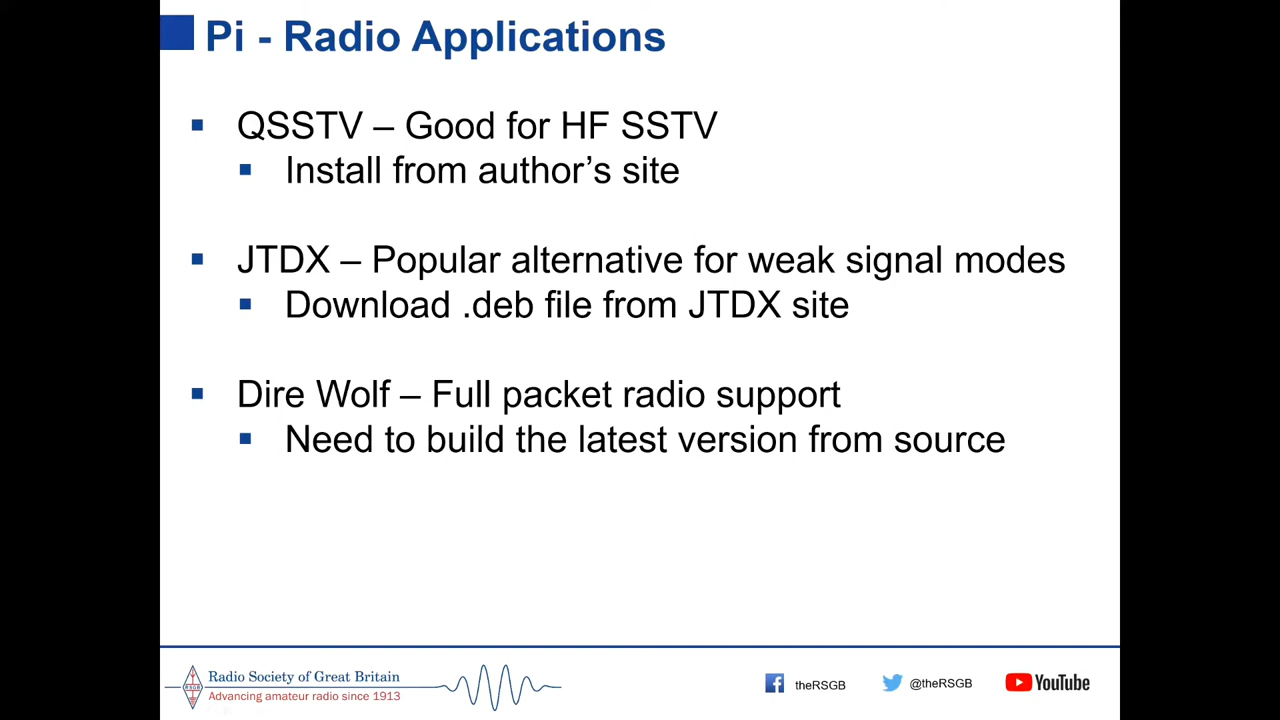 Pi - Radio Applications
QSSTV – Good for HF SSTV
Install from author’s site
JTDX – Popular alternative for weak signal modes
Download .deb file from JTDX site
Dire Wolf – Full packet radio support
Need to build the latest version from source
RSGB
Radio Society of Great Britain
Advancing amateur radio since 1913
theRSGB
@theRSGB
YouTube